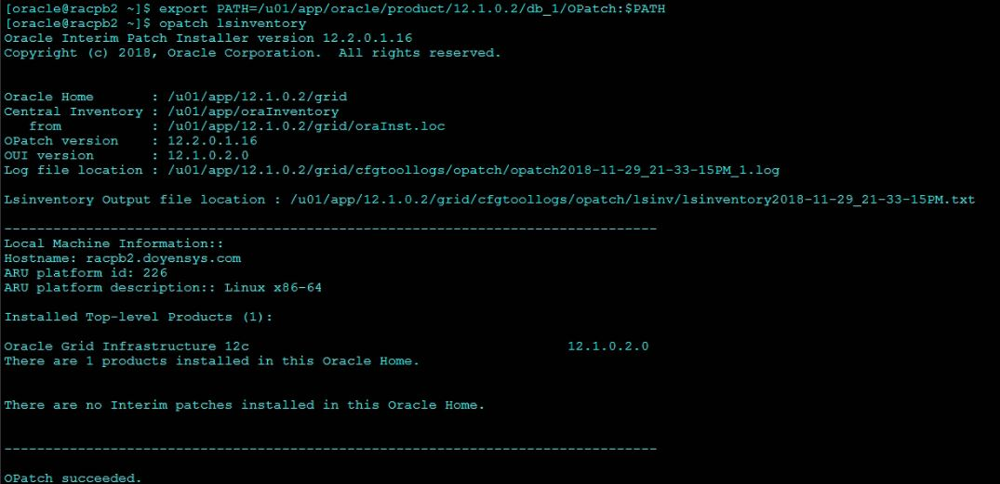 [oracle@racpb2 ~]$ export PATH=/u01/app/oracle/product/12.1.0.2/db_1/OPatch:$PATH
[oracle@racpb2 ~]$ opatch lsinventory
Oracle Interim Patch Installer version 12.2.0.1.16
Copyright (c) 2018, Oracle Corporation.  All rights reserved.
Oracle Home       : /u01/app/12.1.0.2/grid
Central Inventory : /u01/app/oraInventory
   from           : /u01/app/12.1.0.2/grid/oraInst.loc
OPatch version    : 12.2.0.1.16
OUI version       : 12.1.0.2.0
Log file location : /u01/app/12.1.0.2/grid/cfgtoollogs/opatch/opatch2018-11-29_21-33-15PM_1.log
Lsinventory Output file location : /u01/app/12.1.0.2/grid/cfgtoollogs/opatch/lsinv/lsinventory2018-11-29_21-33-15PM.txt
--------------------------------------------------------------------------------
Local Machine Information::
Hostname: racpb2.doyensys.com
ARU platform id: 226
ARU platform description:: Linux x86-64
Installed Top-level Products (1):
Oracle Grid Infrastructure 12c                                       12.1.0.2.0
There are 1 products installed in this Oracle Home.
There are no Interim patches installed in this Oracle Home.
--------------------------------------------------------------------------------
OPatch succeeded.